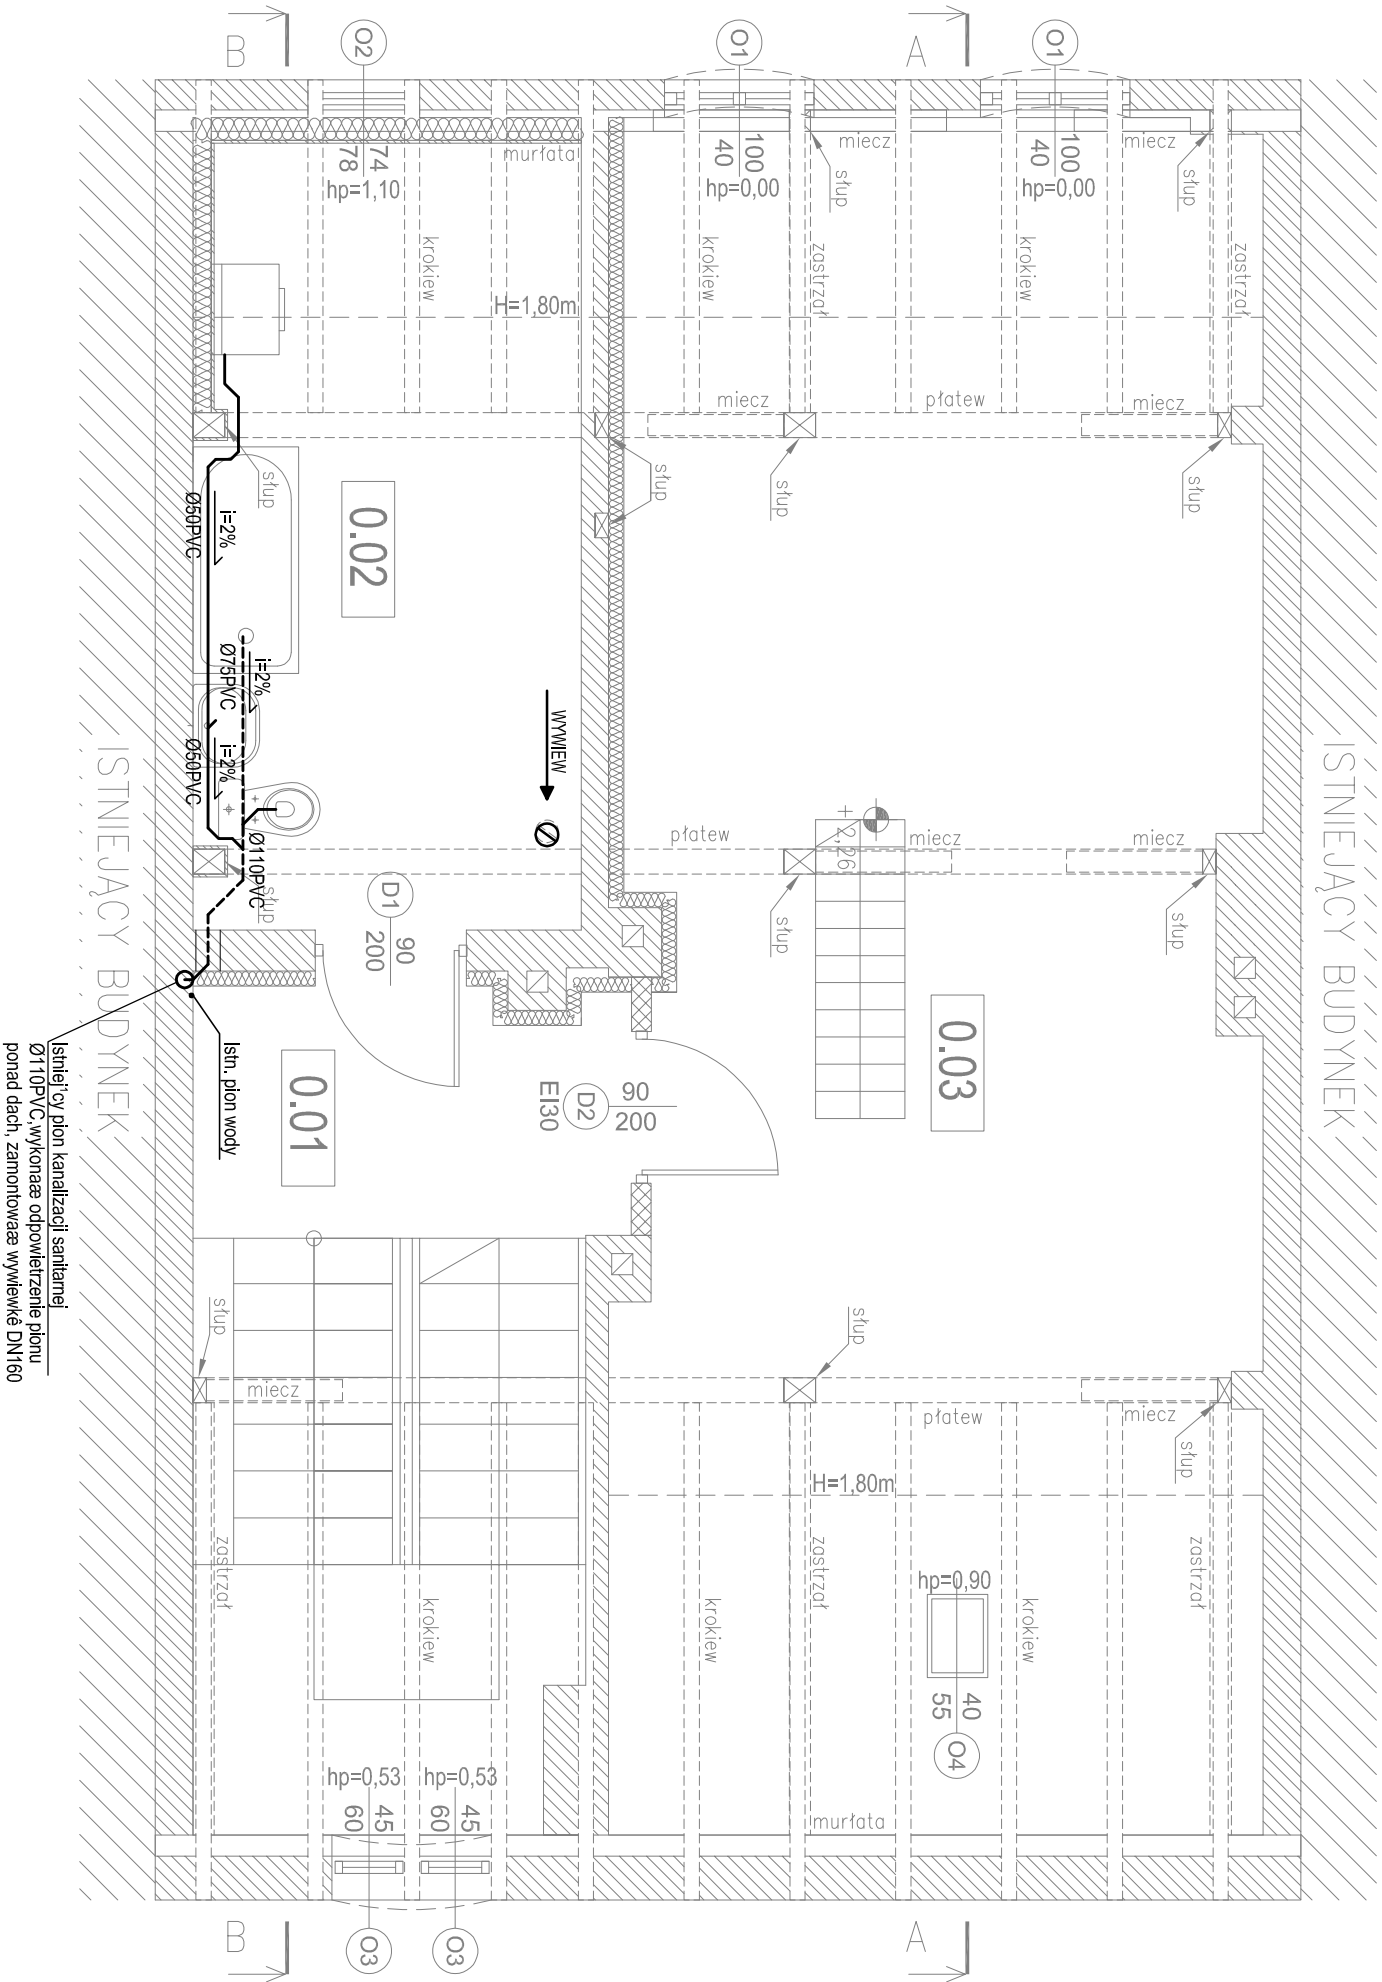 B
O2
O1
A
O1
74
78
hp=1,10
murłata
100
40
hp=0,00
miecz
słup
100
40
hp=0,00
miecz
słup
krokiew
krokiew
zastrzał
krokiew
zastrzał
H=1,80m
miecz
płatew
miecz
słup
słup
słup
słup
0.02
i=2%
Ø50PVC
i=2%
Ø75PVC
i=2%
Ø50PVC
WYWIEW
Ø110PVC
słup
płatew
+ 2,26
miecz
miecz
słup
słup
D1
90
200
ISTNIEJĄCY BUDYNEK
ISTNIEJĄCY BUDYNEK
0.03
0.01
D2
90
200
EI30
Istn. pion wody
Istniej¹cy pion kanalizacji sanitarnej
Ø110PVC,wykonaæ odpowietrzenie pionu
ponad dach, zamontowaæ wywiewkê DN160
słup
miecz
słup
płatew
miecz
słup
H=1,80m
zastrzał
krokiew
krokiew
zastrzał
krokiew
zastrzał
hp=0,90
40
55
O4
hp=0,53
45
60
hp=0,53
45
60
murłata
B
O3
O3
A